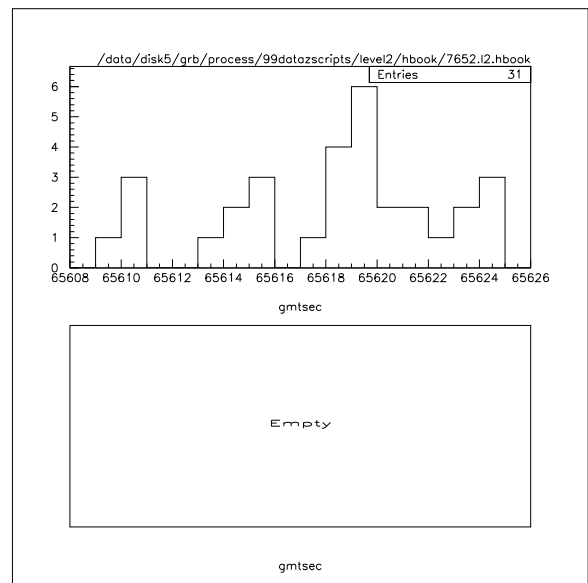 /data/disk5/grb/process/99datazscripts/level2/hbook/7652.l2.hbook
Entries 31
6
5
4
3
2
1
0
65608 65610 65612 65614 65616 65618 65620 65622 65624 65626
gmtsec
Empty
gmtsec